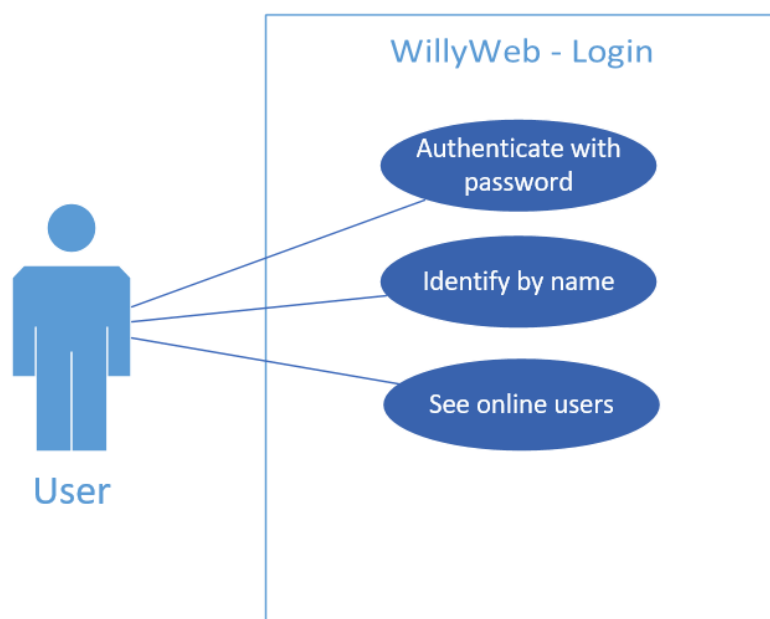 WillyWeb - Login
Authenticate with
password
Identify by name
See online users
User